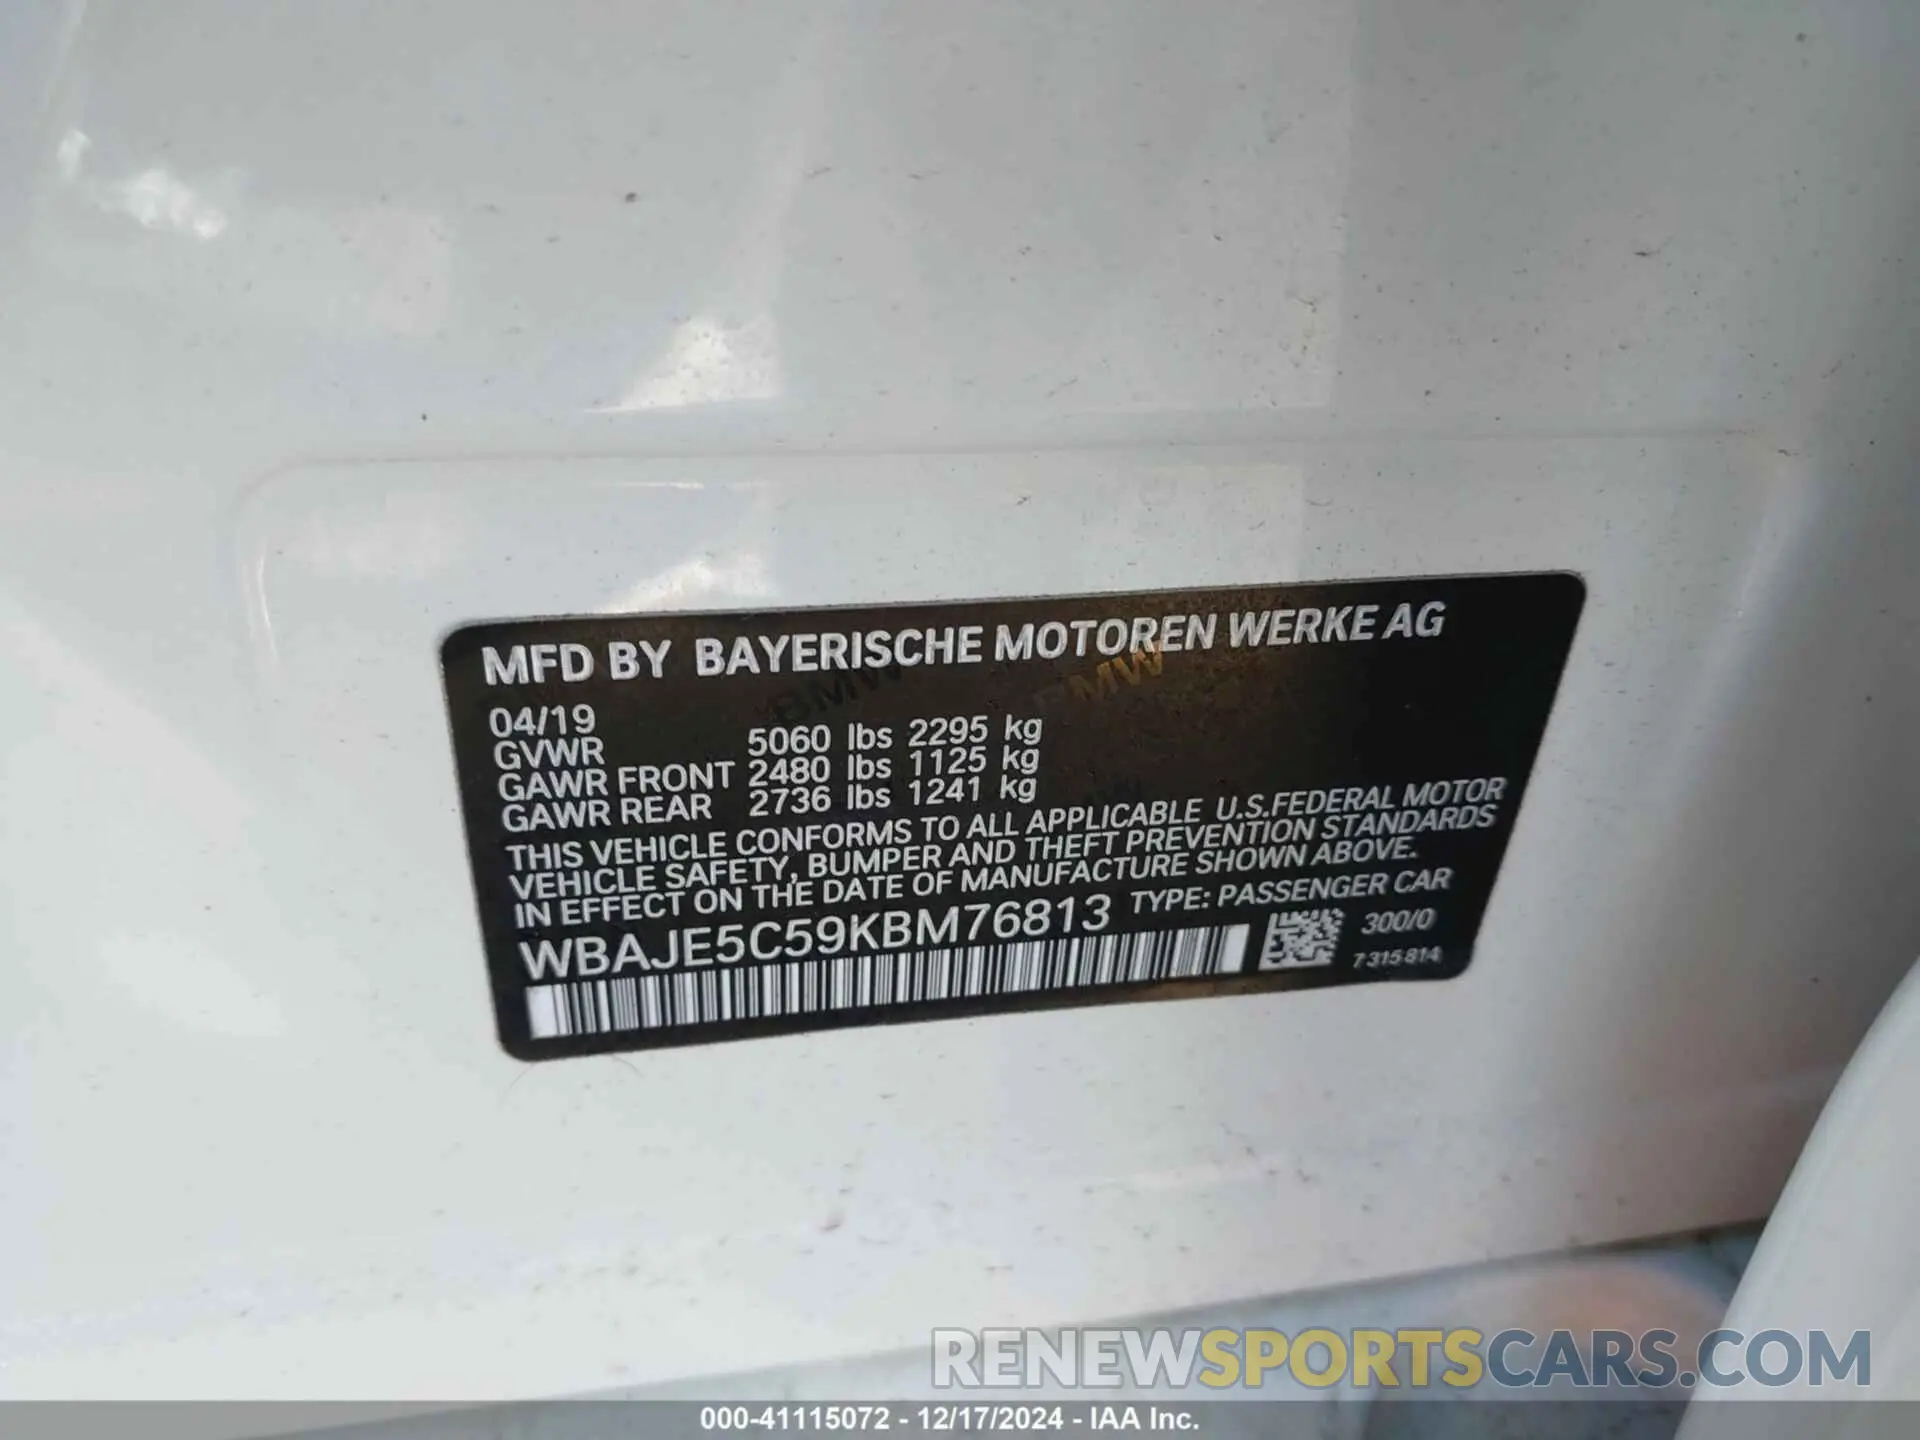 MFD BY BAYERISCHE MOTOREN WERKE AG
BMW BMW
04/19
GVWR 5060 lbs 2295 kg
GAWR FRONT 2480 lbs 1125 kg
GAWR REAR 2736 lbs 1241 kg
THIS VEHICLE CONFORMS TO ALL APPLICABLE U.S.FEDERAL MOTOR
VEHICLE SAFETY, BUMPER AND THEFT PREVENTION STANDARDS
IN EFFECT ON THE DATE OF MANUFACTURE SHOWN ABOVE.
WBAJE5C59KBM76813 TYPE: PASSENGER CAR
300/0
7 315 814
RENEWSPORTSCARS.COM
000-41115072 - 12/17/2024 - IAA Inc.